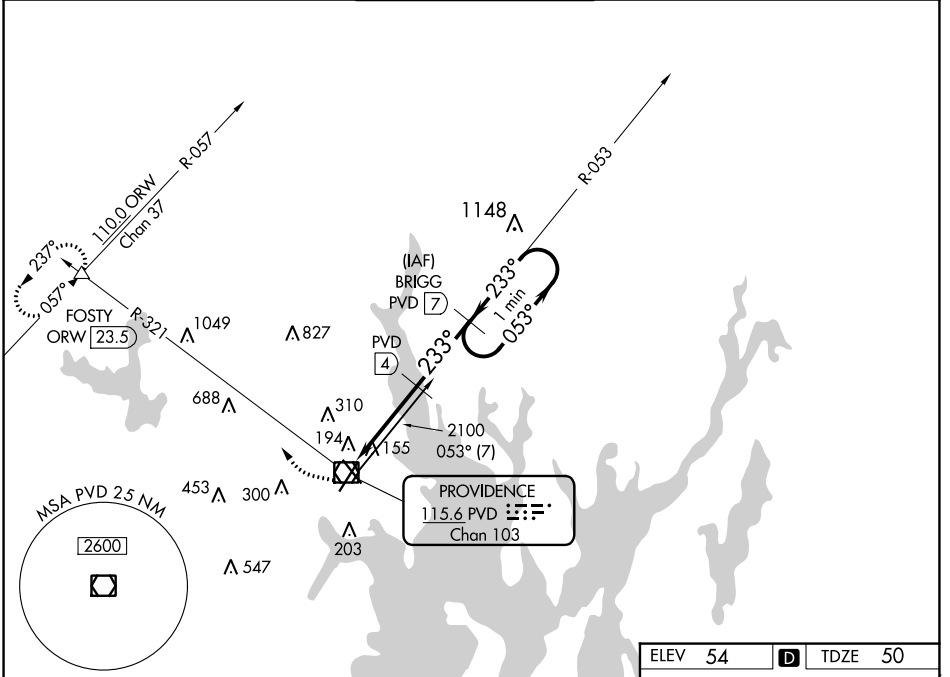 R-057
110.0 ORW
Chan 37
237°
057°
FOSTY
ORW 23.5
R-321
1049
827
688
310
194
155
453
300
203
547
R-053
1148
(IAF)
BRIGG
PVD 7
233°
1 min
053°
PVD
4
233°
2100
053° (7)
PROVIDENCE
115.6 PVD
Chan 103
MSA PVD 25 NM
2600
ELEV 54 D TDZE 50